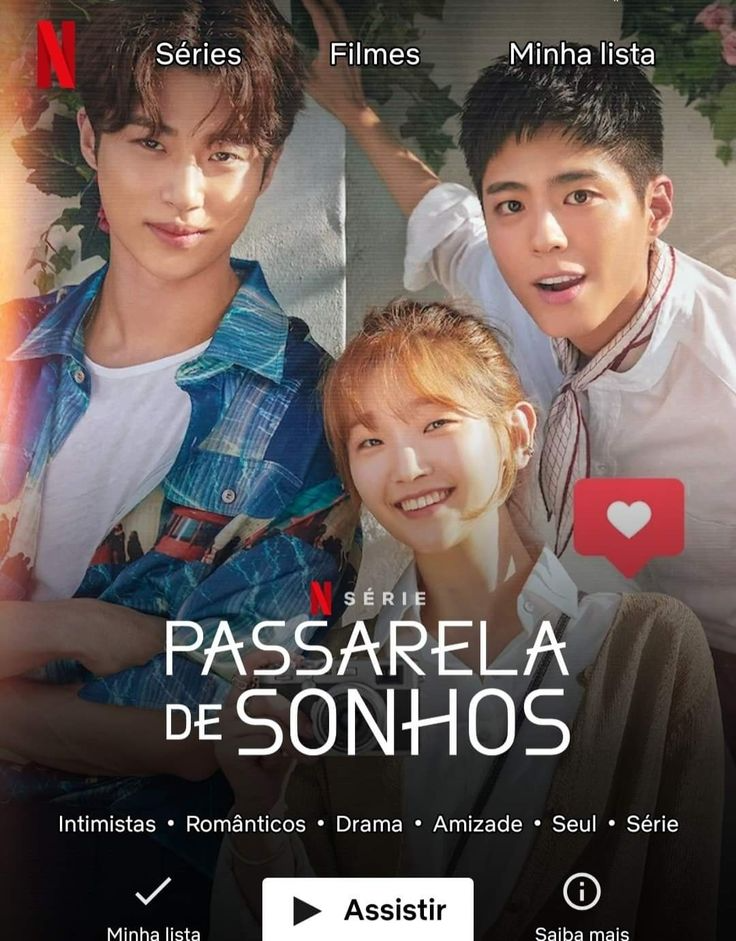 N Séries Filmes Minha lista
N SÉRIE
PASSARELA
DE SONHOS
Intimistas • Românticos • Drama • Amizade • Seul • Série
Minha lista Assistir Saiba mais